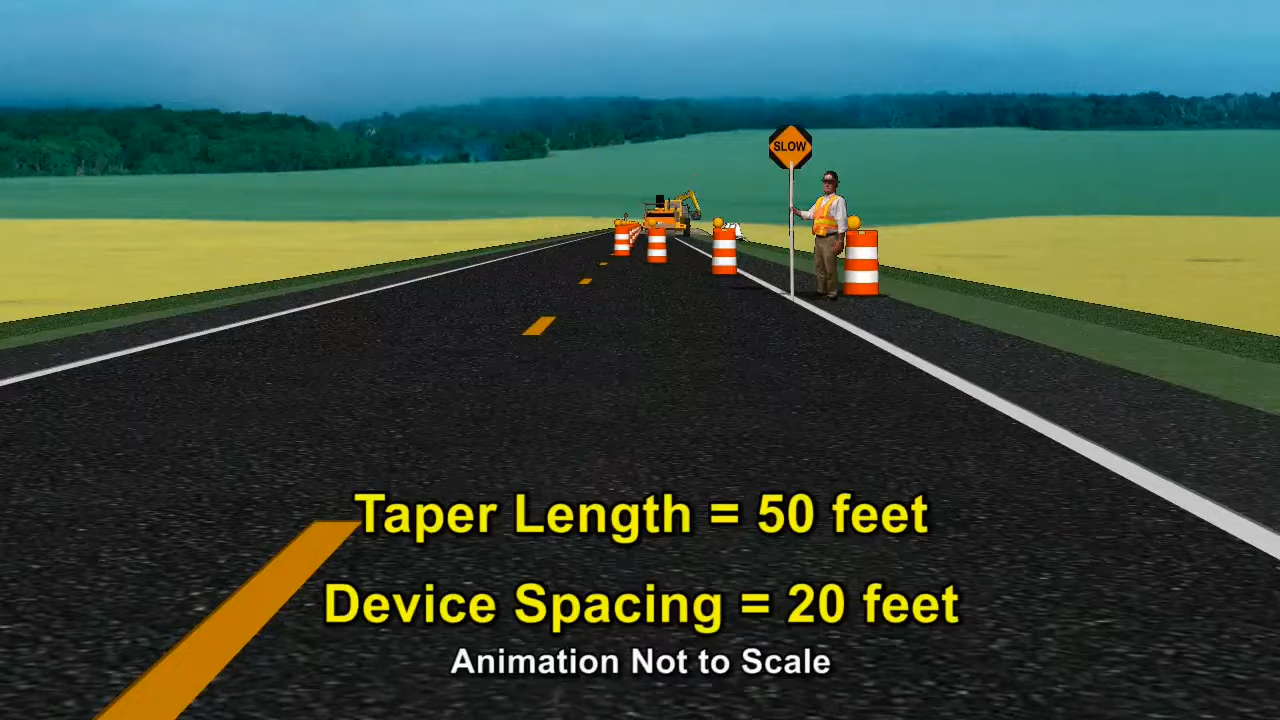 SLOW
Taper Length = 50 feet
Device Spacing = 20 feet
Animation Not to Scale